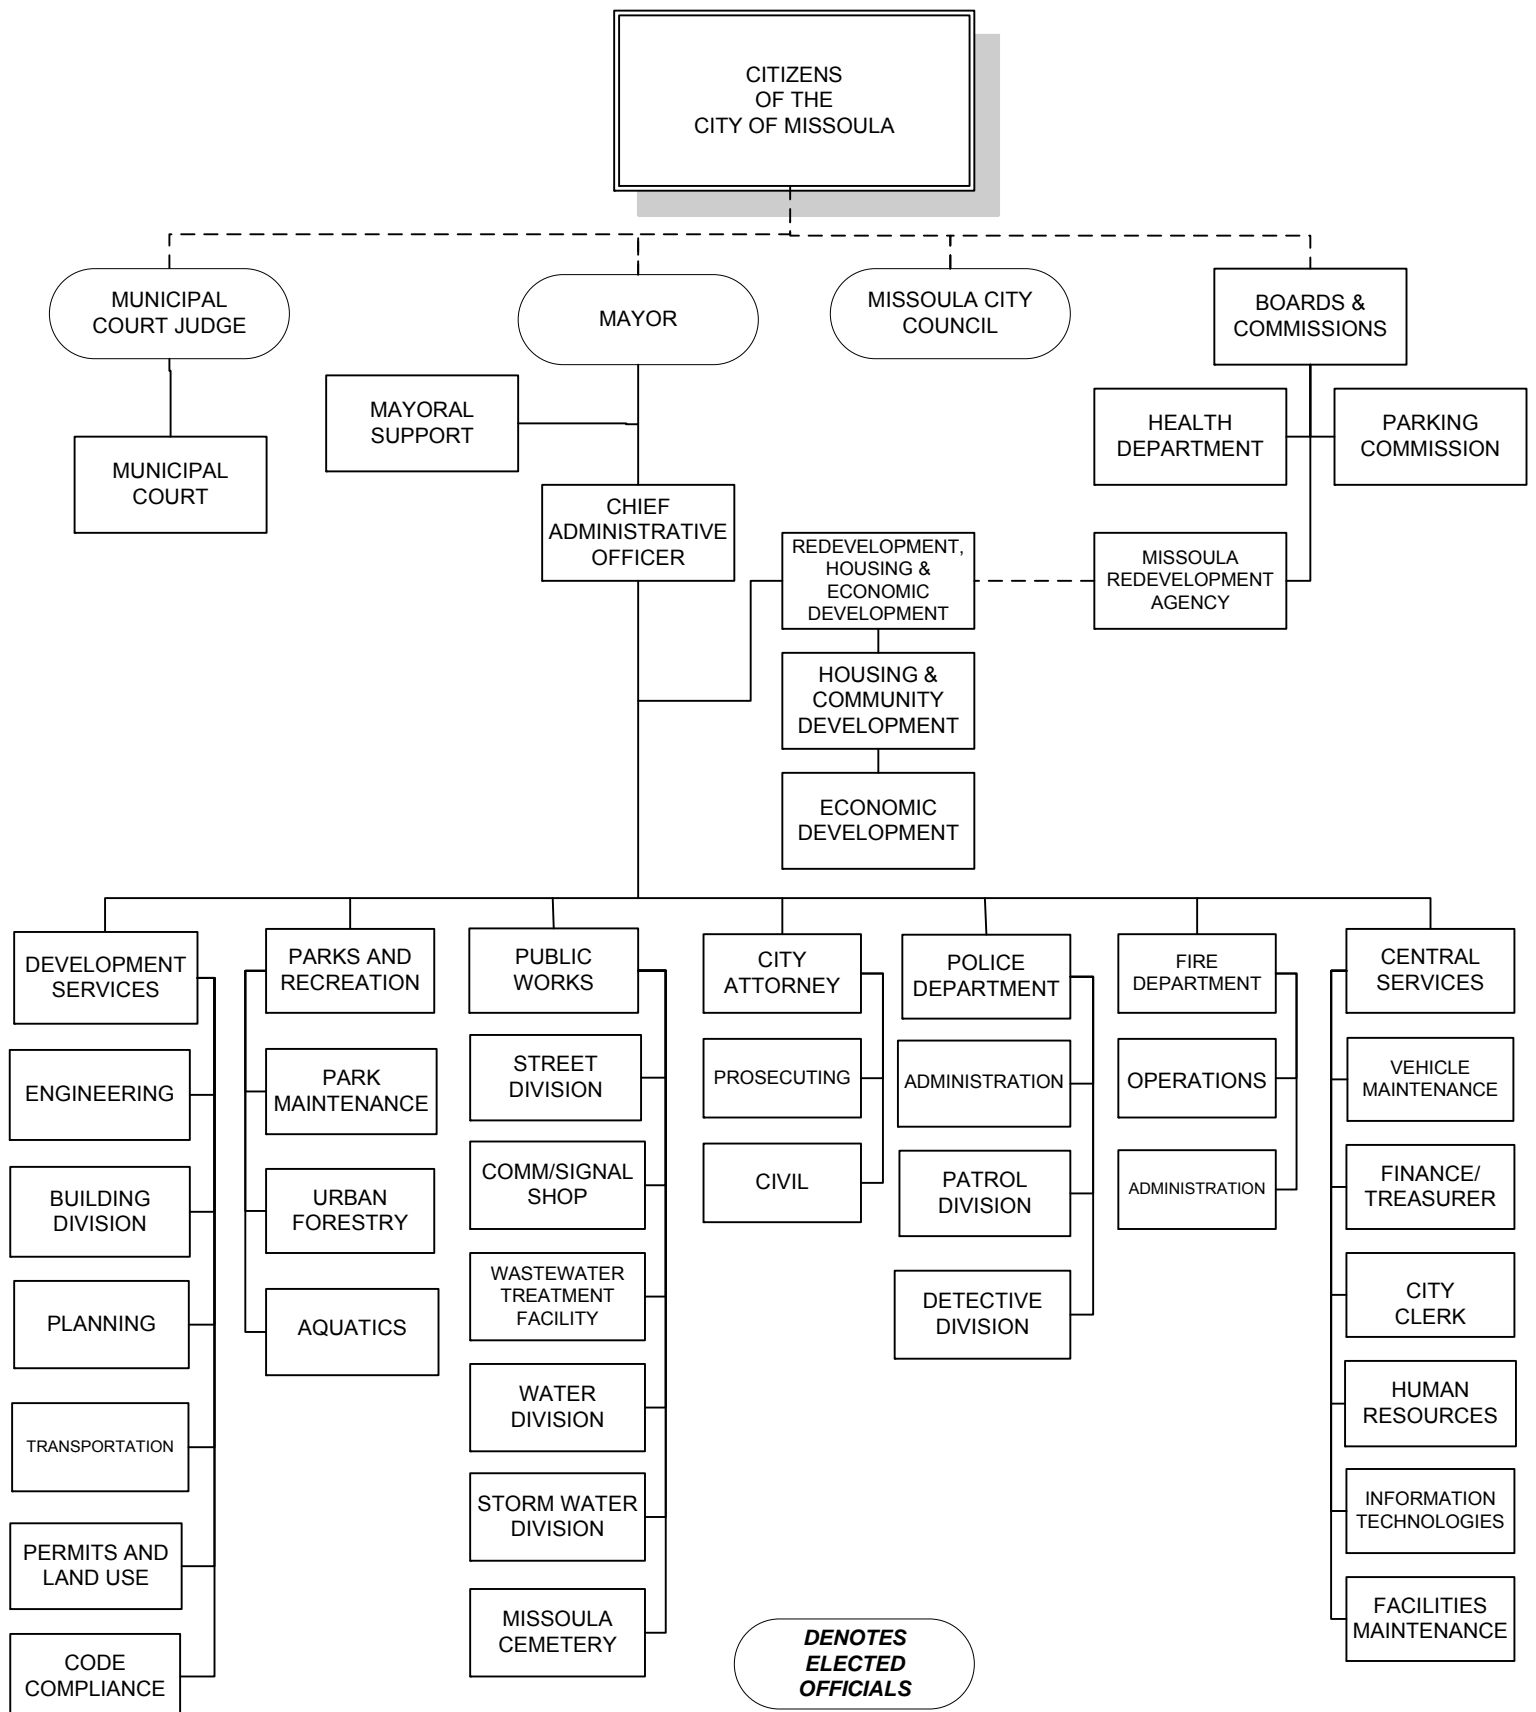 CITIZENS
OF THE
CITY OF MISSOULA
MUNICIPAL
COURT JUDGE
MAYOR
MISSOULA CITY
COUNCIL
BOARDS &
COMMISSIONS
MAYORAL
SUPPORT
HEALTH
DEPARTMENT
PARKING
COMMISSION
MUNICIPAL
COURT
CHIEF
ADMINISTRATIVE
OFFICER
REDEVELOPMENT,
HOUSING &
ECONOMIC
DEVELOPMENT
MISSOULA
REDEVELOPMENT
AGENCY
HOUSING &
COMMUNITY
DEVELOPMENT
ECONOMIC
DEVELOPMENT
DEVELOPMENT
SERVICES
ENGINEERING
BUILDING
DIVISION
PLANNING
TRANSPORTATION
PERMITS AND
LAND USE
CODE
COMPLIANCE
PARKS AND
RECREATION
PARK
MAINTENANCE
URBAN
FORESTRY
AQUATICS
PUBLIC
WORKS
STREET
DIVISION
COMM/SIGNAL
SHOP
WASTEWATER
TREATMENT
FACILITY
WATER
DIVISION
STORM WATER
DIVISION
MISSOULA
CEMETERY
CITY
ATTORNEY
PROSECUTING
CIVIL
POLICE
DEPARTMENT
ADMINISTRATION
PATROL
DIVISION
DETECTIVE
DIVISION
FIRE
DEPARTMENT
OPERATIONS
ADMINISTRATION
CENTRAL
SERVICES
VEHICLE
MAINTENANCE
FINANCE/
TREASURER
CITY
CLERK
HUMAN
RESOURCES
INFORMATION
TECHNOLOGIES
FACILITIES
MAINTENANCE
DENOTES
ELECTED
OFFICIALS